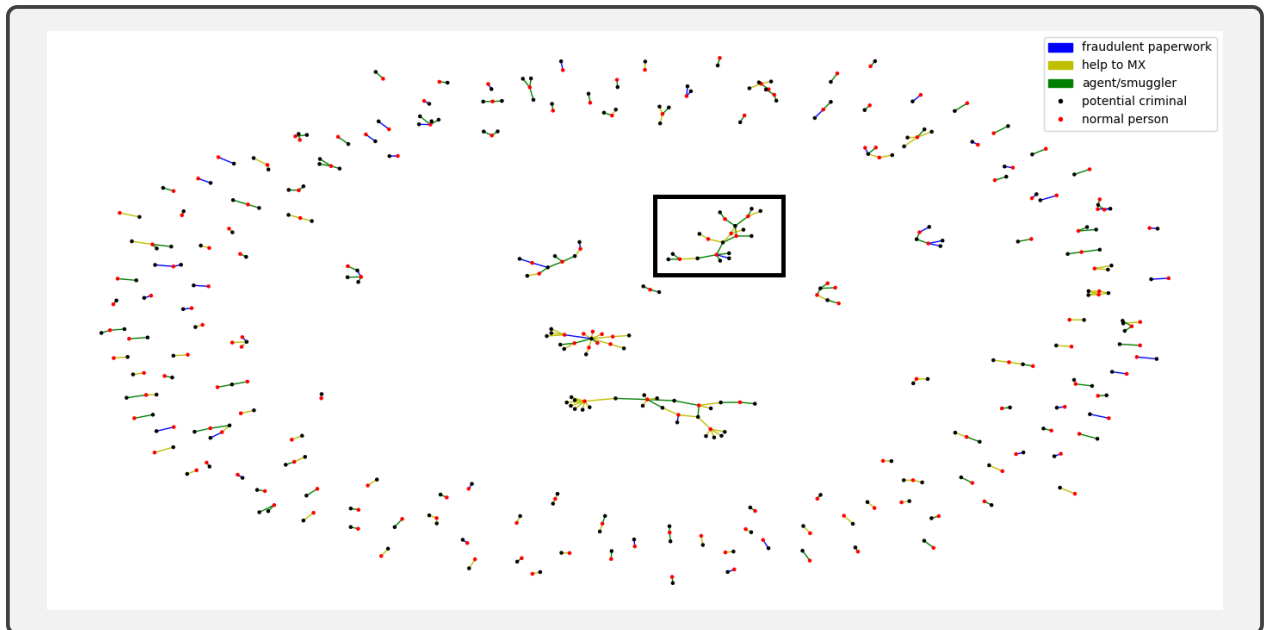 fraudulent paperwork
help to MX
agent/smuggler
potential criminal
normal person